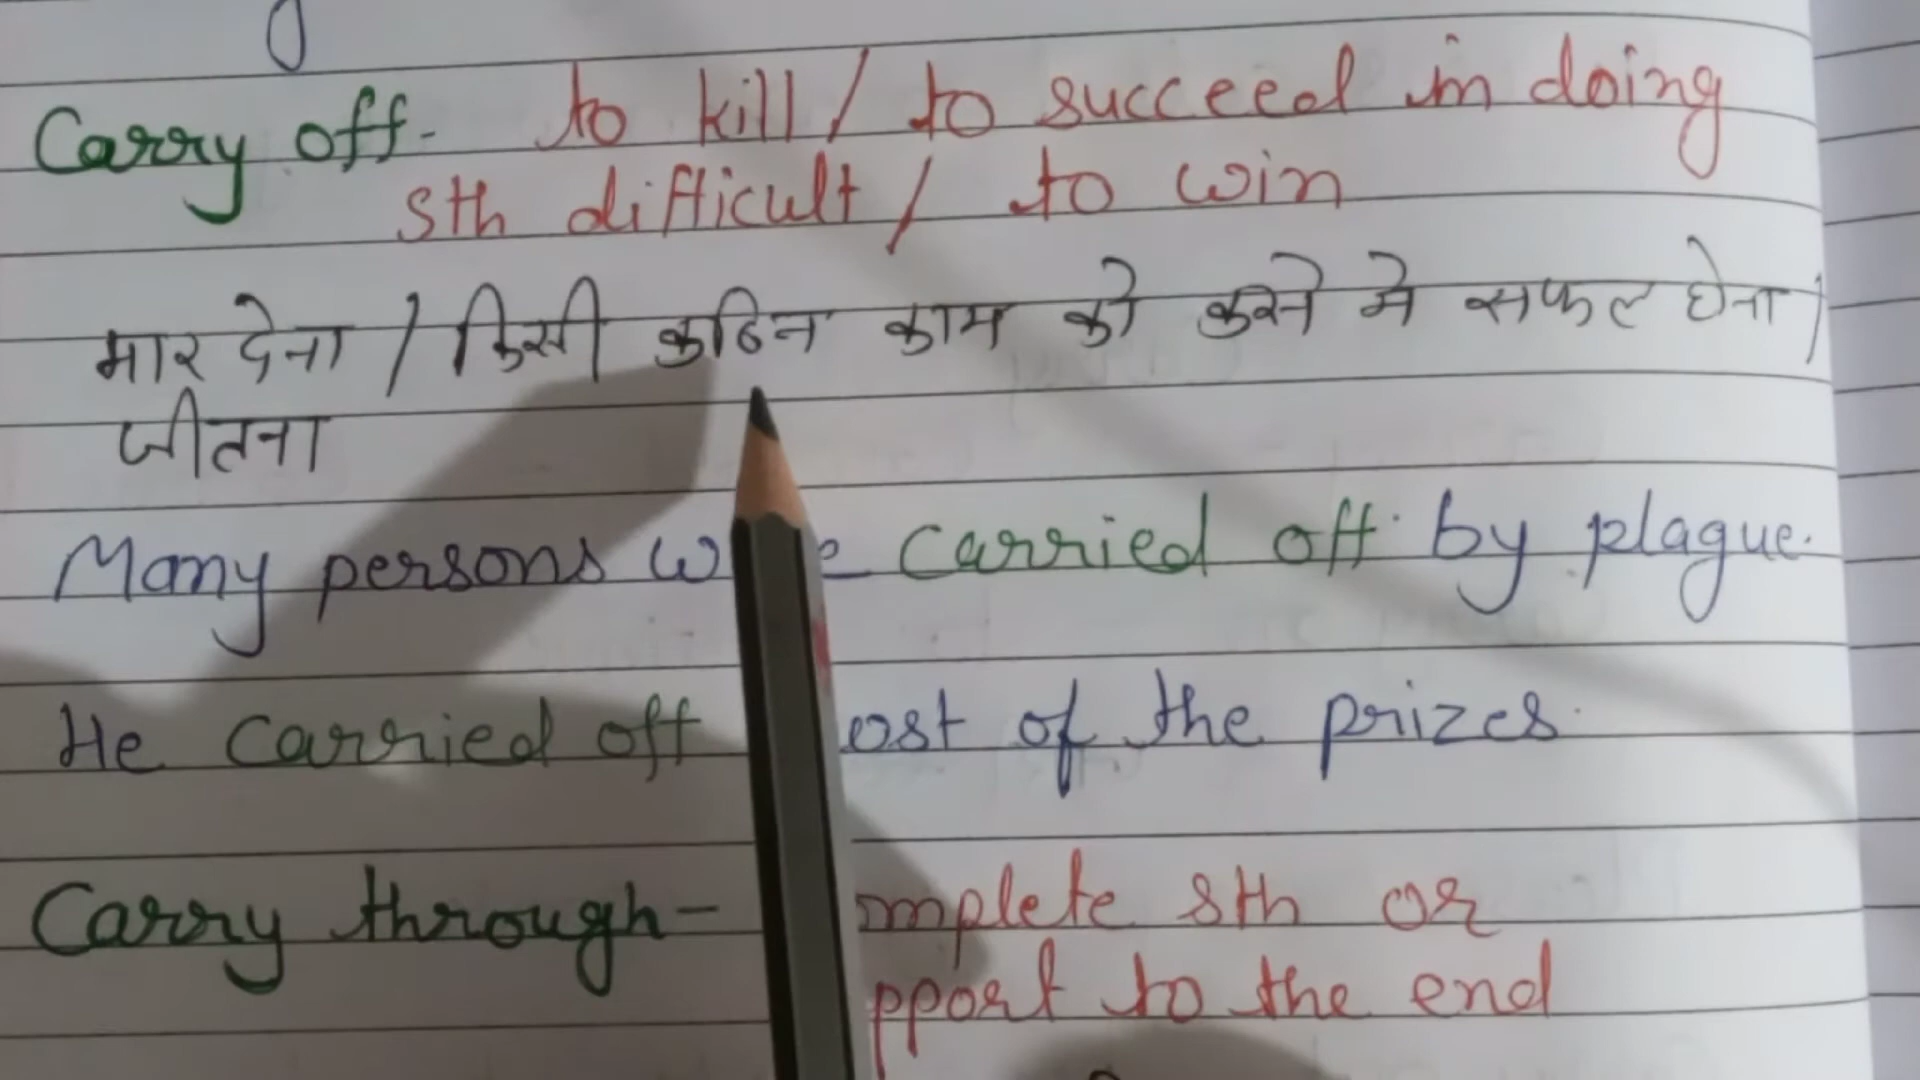 Carry off- to kill / to succeed in doing
sth difficult / to win
मार देना / किसी कठिन काम को करने मे सफल होना /
जीतना
Many persons carried off by plague.
He carried off of the prizes.
Carry through- sth or
to the end